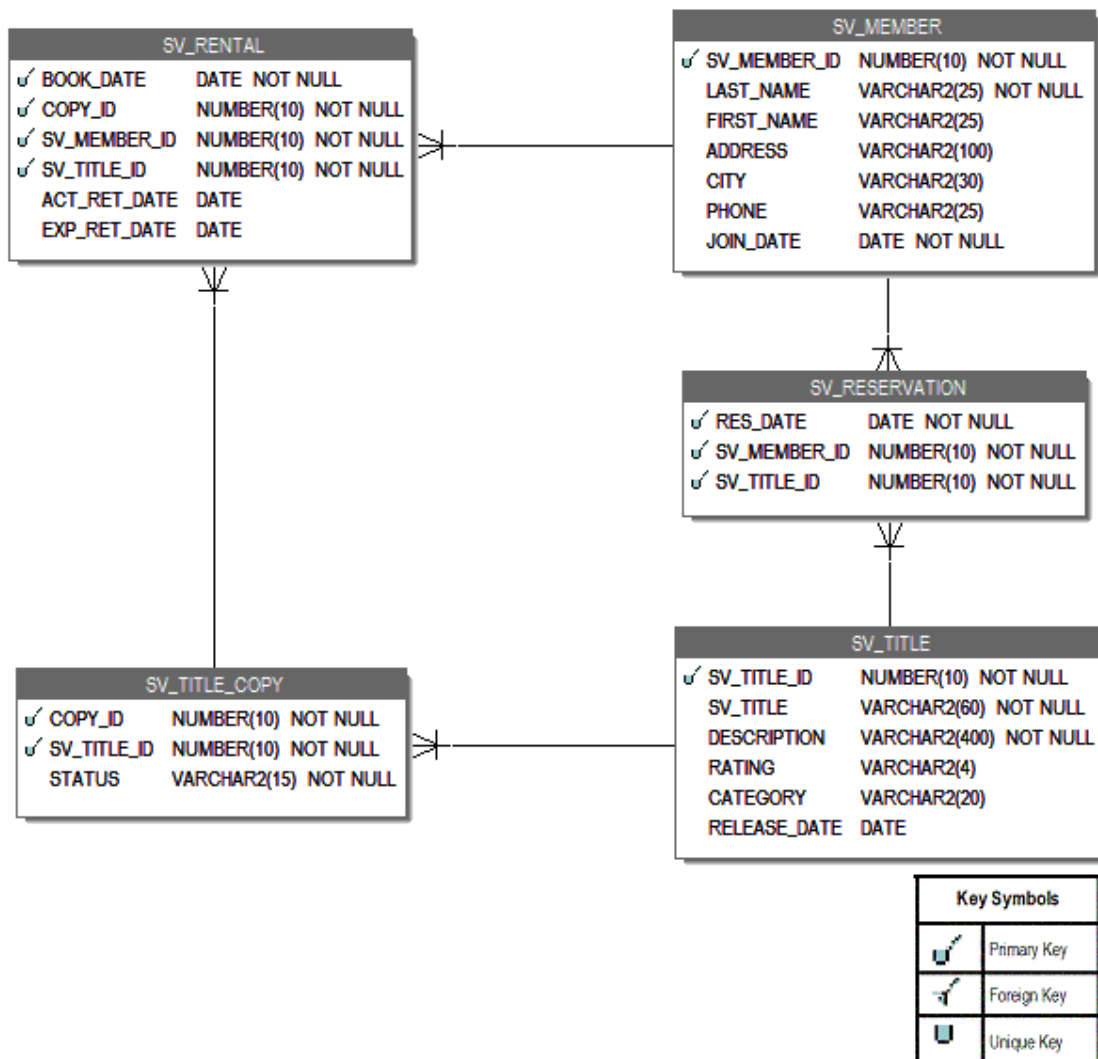 SV_RENTAL
BOOK_DATE DATE NOT NULL
COPY_ID NUMBER(10) NOT NULL
SV_MEMBER_ID NUMBER(10) NOT NULL
SV_TITLE_ID NUMBER(10) NOT NULL
ACT_RET_DATE DATE
EXP_RET_DATE DATE
SV_MEMBER
SV_MEMBER_ID NUMBER(10) NOT NULL
LAST_NAME VARCHAR2(25) NOT NULL
FIRST_NAME VARCHAR2(25)
ADDRESS VARCHAR2(100)
CITY VARCHAR2(30)
PHONE VARCHAR2(25)
JOIN_DATE DATE NOT NULL
SV_RESERVATION
RES_DATE DATE NOT NULL
SV_MEMBER_ID NUMBER(10) NOT NULL
SV_TITLE_ID NUMBER(10) NOT NULL
SV_TITLE_COPY
COPY_ID NUMBER(10) NOT NULL
SV_TITLE_ID NUMBER(10) NOT NULL
STATUS VARCHAR2(15) NOT NULL
SV_TITLE
SV_TITLE_ID NUMBER(10) NOT NULL
SV_TITLE VARCHAR2(60) NOT NULL
DESCRIPTION VARCHAR2(400) NOT NULL
RATING VARCHAR2(4)
CATEGORY VARCHAR2(20)
RELEASE_DATE DATE
Key Symbols
Primary Key
Foreign Key
Unique Key